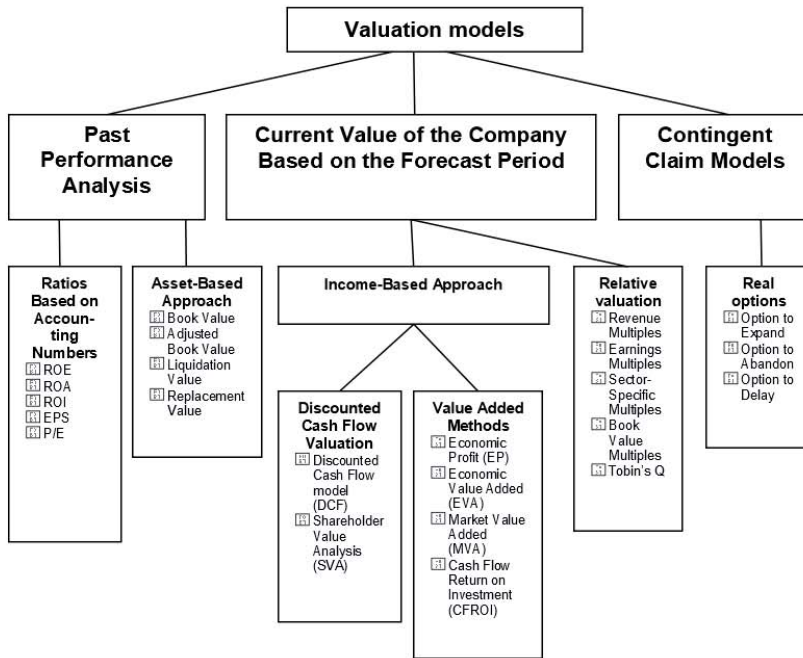 Valuation models
Past
Performance
Analysis
Current Value of the Company
Based on the Forecast Period
Contingent
Claim Models
Ratios
Based on
Accoun-
ting
Numbers
ROE
ROA
ROI
EPS
P/E
Asset-Based
Approach
Book Value
Adjusted
Book Value
Liquidation
Value
Replacement
Value
Income-Based Approach
Discounted
Cash Flow
Valuation
Discounted
Cash Flow
model
(DCF)
Shareholder
Value
Analysis
(SVA)
Value Added
Methods
Economic
Profit (EP)
Economic
Value Added
(EVA)
Market Value
Added
(MVA)
Cash Flow
Return on
Investment
(CFROI)
Relative
valuation
Revenue
Multiples
Earnings
Multiples
Sector-
Specific
Multiples
Book
Value
Multiples
Tobin's Q
Real
options
Option to
Expand
Option to
Abandon
Option to
Delay